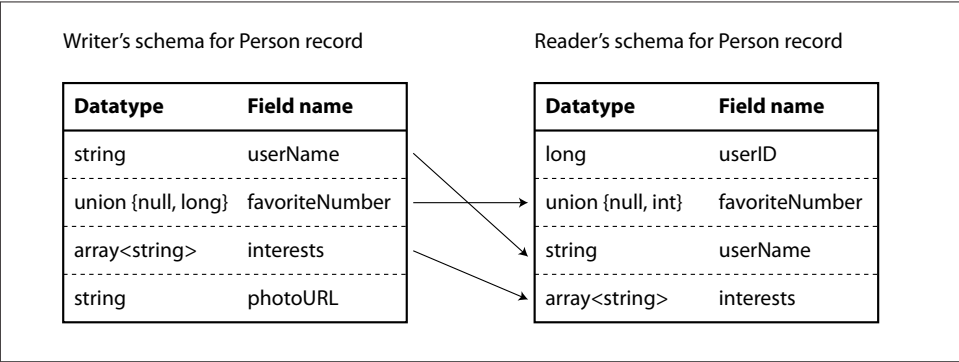 Writer's schema for Person record
Datatype Field name
string userName
union {null, long} favoriteNumber
array<string> interests
string photoURL
Reader's schema for Person record
Datatype Field name
long userID
union {null, int} favoriteNumber
string userName
array<string> interests